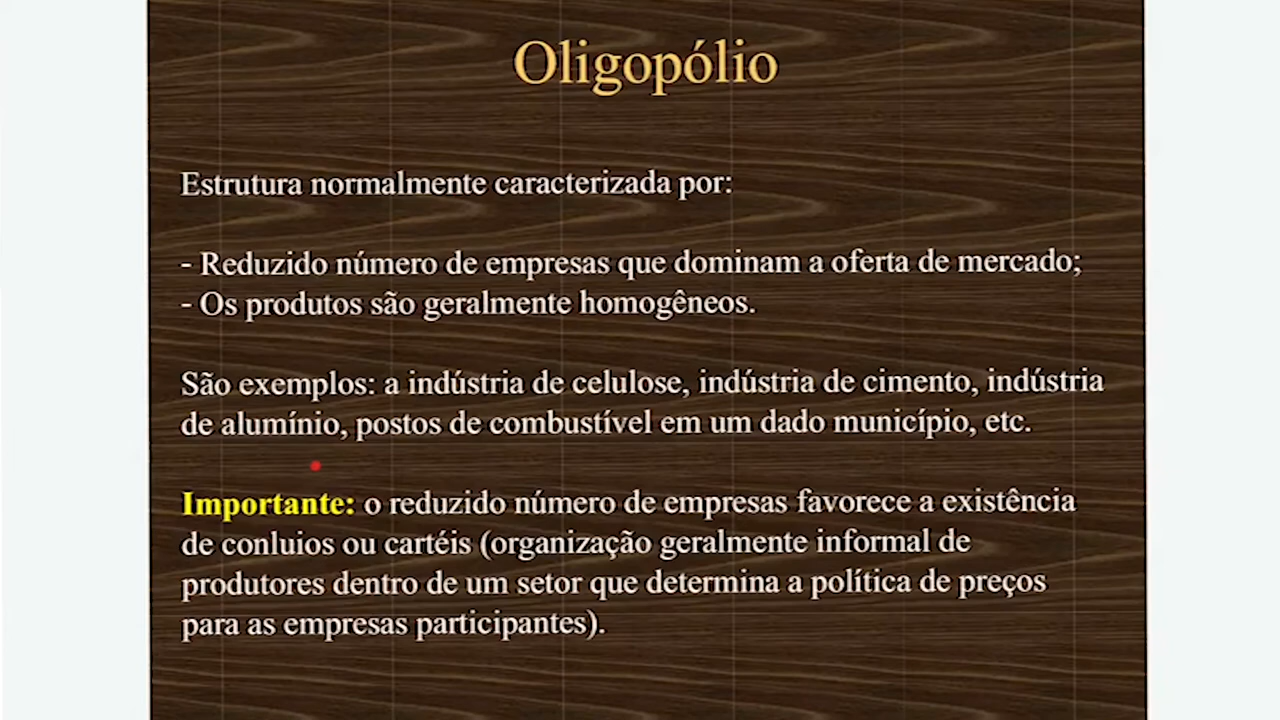 Oligopólio
Estrutura normalmente caracterizada por:
- Reduzido número de empresas que dominam a oferta de mercado;
- Os produtos são geralmente homogêneos.
São exemplos: a indústria de celulose, indústria de cimento, indústria
de alumínio, postos de combustível em um dado município, etc.
Importante: o reduzido número de empresas favorece a existência
de conluios ou cartéis (organização geralmente informal de
produtores dentro de um setor que determina a política de preços
para as empresas participantes).